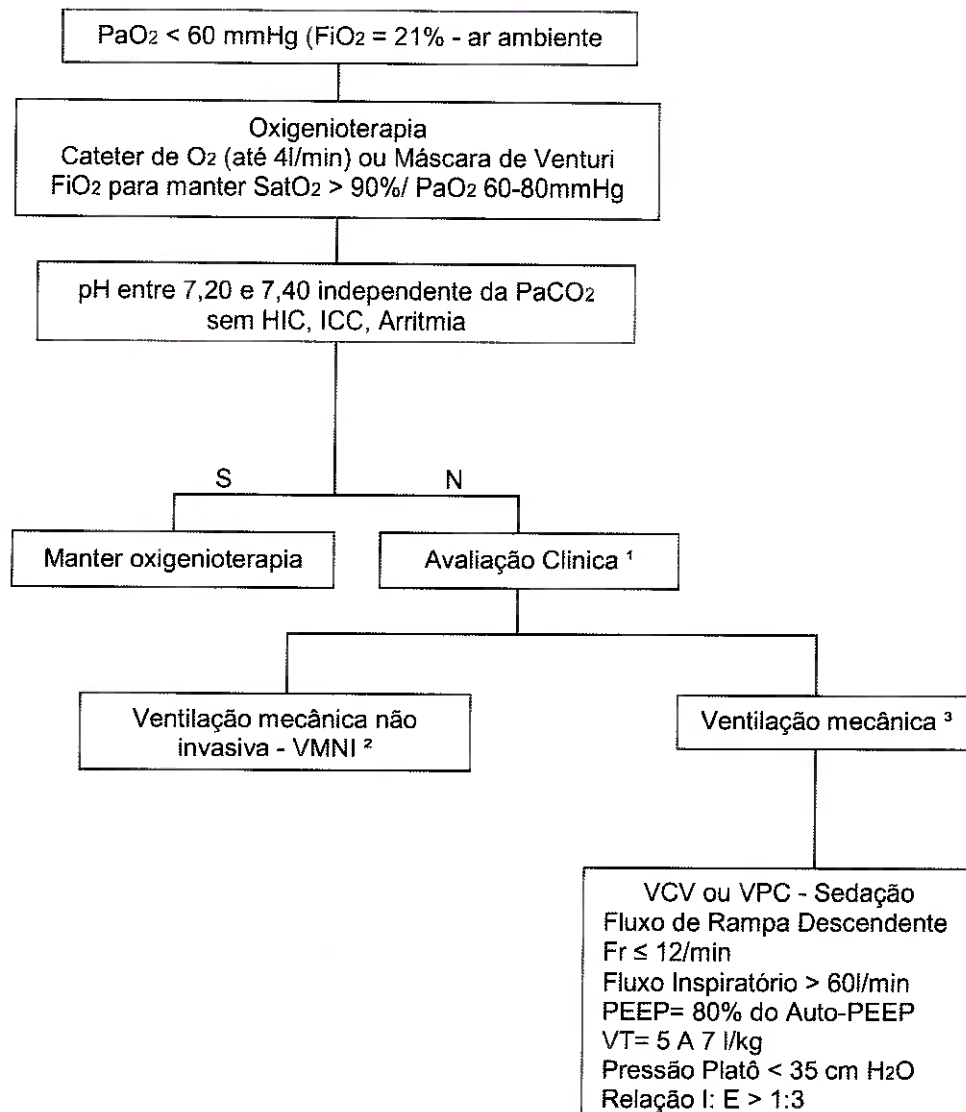 PaO₂ < 60 mmHg (FiO₂ = 21% - ar ambiente
Oxigenioterapia
Cateter de O₂ (até 4l/min) ou Máscara de Venturi
FiO₂ para manter SatO₂ > 90%/ PaO₂ 60-80mmHg
pH entre 7,20 e 7,40 independente da PaCO₂
sem HIC, ICC, Arritmia
S
N
Manter oxigenioterapia
Avaliação Clinica ¹
Ventilação mecânica não
invasiva - VMNI ²
Ventilação mecânica ³
VCV ou VPC - Sedação
Fluxo de Rampa Descendente
Fr ≤ 12/min
Fluxo Inspiratório > 60l/min
PEEP= 80% do Auto-PEEP
VT= 5 A 7 l/kg
Pressão Platô < 35 cm H₂O
Relação I: E > 1:3